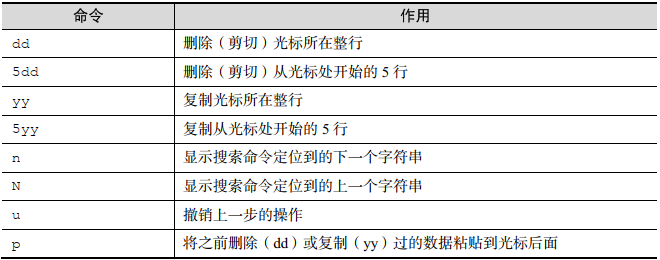 命令 作用
dd 删除（剪切）光标所在整行
5dd 删除（剪切）从光标处开始的 5 行
yy 复制光标所在整行
5yy 复制从光标处开始的 5 行
n 显示搜索命令定位到的下一个字符串
N 显示搜索命令定位到的上一个字符串
u 撤销上一步的操作
p 将之前删除（dd）或复制（yy）过的数据粘贴到光标后面